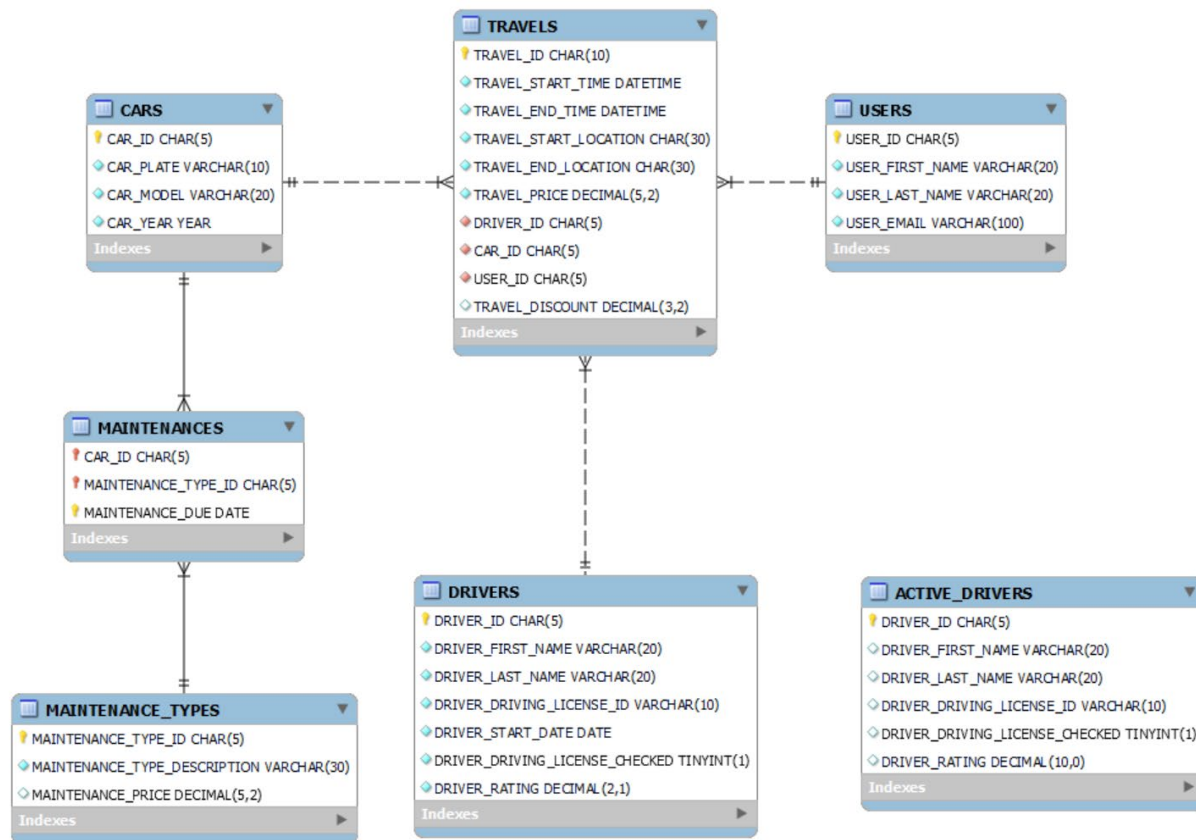 TRAVELS
TRAVEL_ID CHAR(10)
TRAVEL_START_TIME DATETIME
TRAVEL_END_TIME DATETIME
TRAVEL_START_LOCATION CHAR(30)
TRAVEL_END_LOCATION CHAR(30)
TRAVEL_PRICE DECIMAL(5,2)
DRIVER_ID CHAR(5)
CAR_ID CHAR(5)
USER_ID CHAR(5)
TRAVEL_DISCOUNT DECIMAL(3,2)
Indexes
CARS
CAR_ID CHAR(5)
CAR_PLATE VARCHAR(10)
CAR_MODEL VARCHAR(20)
CAR_YEAR YEAR
Indexes
USERS
USER_ID CHAR(5)
USER_FIRST_NAME VARCHAR(20)
USER_LAST_NAME VARCHAR(20)
USER_EMAIL VARCHAR(100)
Indexes
MAINTENANCES
CAR_ID CHAR(5)
MAINTENANCE_TYPE_ID CHAR(5)
MAINTENANCE_DUE DATE
Indexes
MAINTENANCE_TYPES
MAINTENANCE_TYPE_ID CHAR(5)
MAINTENANCE_TYPE_DESCRIPTION VARCHAR(30)
MAINTENANCE_PRICE DECIMAL(5,2)
Indexes
DRIVERS
DRIVER_ID CHAR(5)
DRIVER_FIRST_NAME VARCHAR(20)
DRIVER_LAST_NAME VARCHAR(20)
DRIVER_DRIVING_LICENSE_ID VARCHAR(10)
DRIVER_START_DATE DATE
DRIVER_DRIVING_LICENSE_CHECKED TINYINT(1)
DRIVER_RATING DECIMAL(2,1)
Indexes
ACTIVE_DRIVERS
DRIVER_ID CHAR(5)
DRIVER_FIRST_NAME VARCHAR(20)
DRIVER_LAST_NAME VARCHAR(20)
DRIVER_DRIVING_LICENSE_ID VARCHAR(10)
DRIVER_DRIVING_LICENSE_CHECKED TINYINT(1)
DRIVER_RATING DECIMAL(10,0)
Indexes